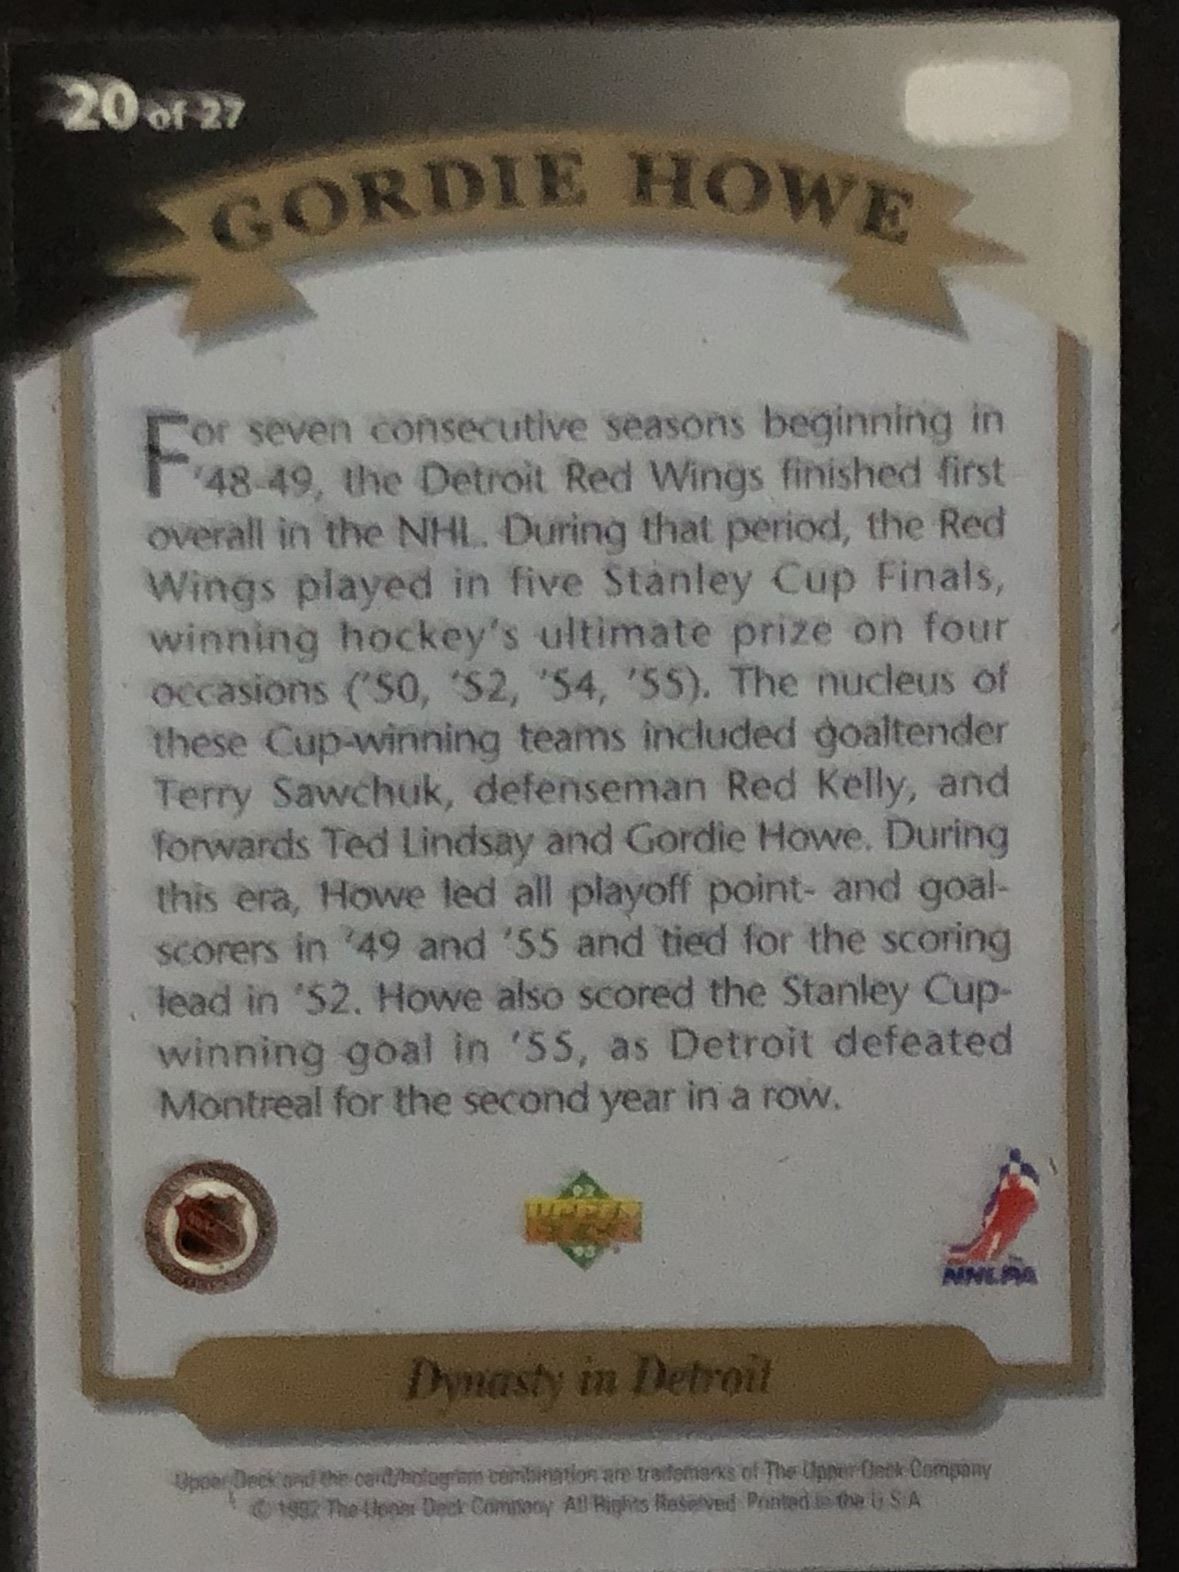 20 of 27
GORDIE HOWE
For seven consecutive seasons beginning in
'48-49, the Detroit Red Wings finished first
overall in the NHL. During that period, the Red
Wings played in five Stanley Cup Finals,
winning hockey's ultimate prize on four
occasions ('50, '52, '54, '55). The nucleus of
these Cup-winning teams included goaltender
Terry Sawchuk, defenseman Red Kelly, and
forwards Ted Lindsay and Gordie Howe. During
this era, Howe led all playoff point- and goal-
scorers in '49 and '55 and tied for the scoring
lead in '52. Howe also scored the Stanley Cup-
winning goal in '55, as Detroit defeated
Montreal for the second year in a row.
92
UPPER
93
NHLPA
Dynasty in Detroit
Upper Deck and the card/hologram combination are trademarks of The Upper Deck Company
© 1992 The Upper Deck Company All Rights Reserved Printed in the U S A